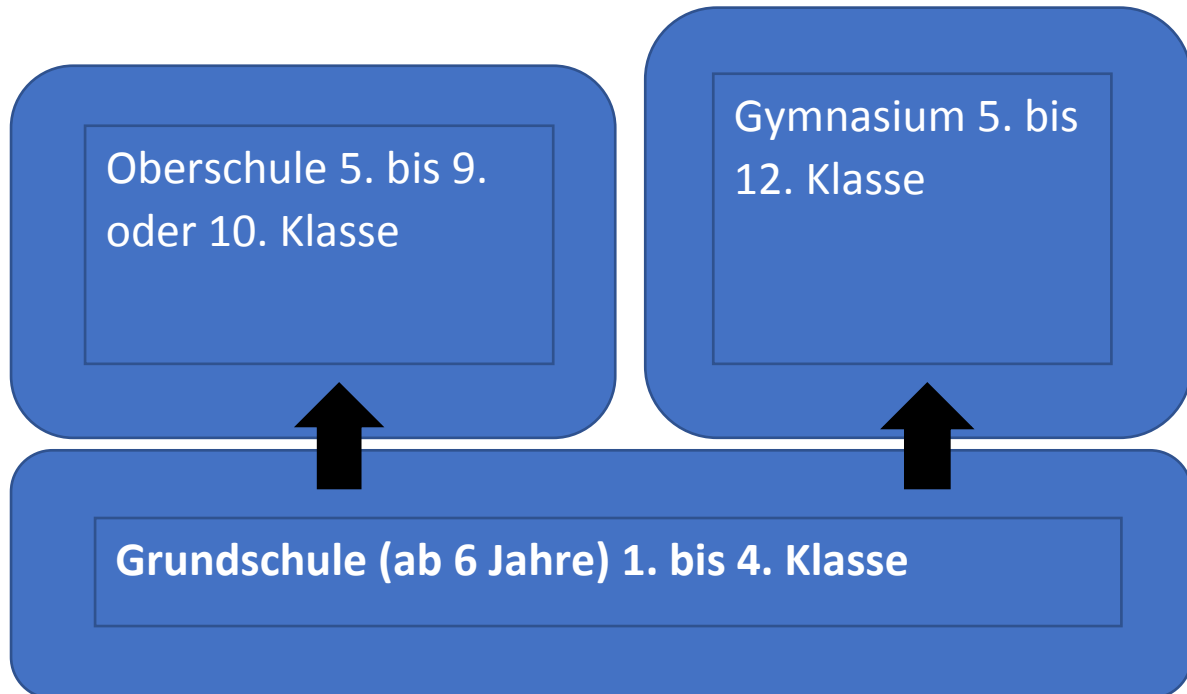 Oberschule 5. bis 9.
oder 10. Klasse
Gymnasium 5. bis
12. Klasse
Grundschule (ab 6 Jahre) 1. bis 4. Klasse